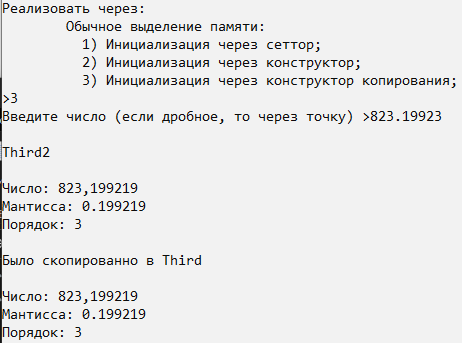 Реализовать через:
Обычное выделение памяти:
1) Инициализация через сеттор;
2) Инициализация через конструктор;
3) Инициализация через конструктор копирования;
>3
Введите число (если дробное, то через точку) >823.19923
Third2
Число: 823,199219
Мантисса: 0.199219
Порядок: 3
Было скопированно в Third
Число: 823,199219
Мантисса: 0.199219
Порядок: 3